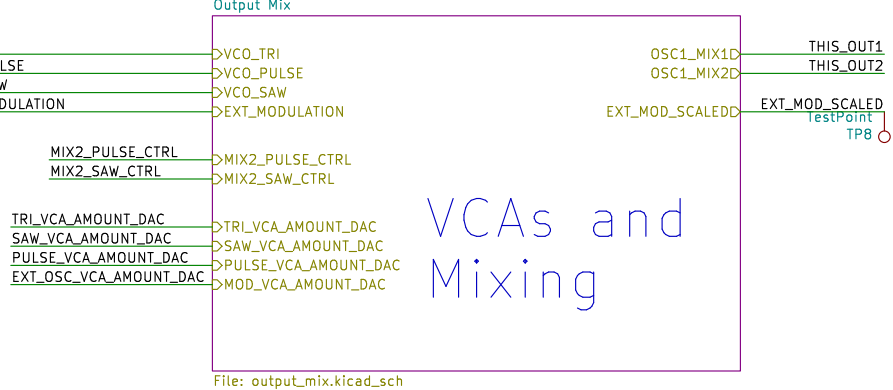 Output Mix
VCO_TRI
OSC1_MIX1
THIS_OUT1
LSE
VCO_PULSE
OSC1_MIX2
THIS_OUT2
W
VCO_SAW
DULATION
EXT_MODULATION
EXT_MOD_SCALED
EXT_MOD_SCALED
TestPoint
TP8
MIX2_PULSE_CTRL
MIX2_PULSE_CTRL
MIX2_SAW_CTRL
MIX2_SAW_CTRL
TRI_VCA_AMOUNT_DAC
TRI_VCA_AMOUNT_DAC
SAW_VCA_AMOUNT_DAC
SAW_VCA_AMOUNT_DAC
PULSE_VCA_AMOUNT_DAC
PULSE_VCA_AMOUNT_DAC
EXT_OSC_VCA_AMOUNT_DAC
MOD_VCA_AMOUNT_DAC
VCAs and
Mixing
File: output_mix.kicad_sch